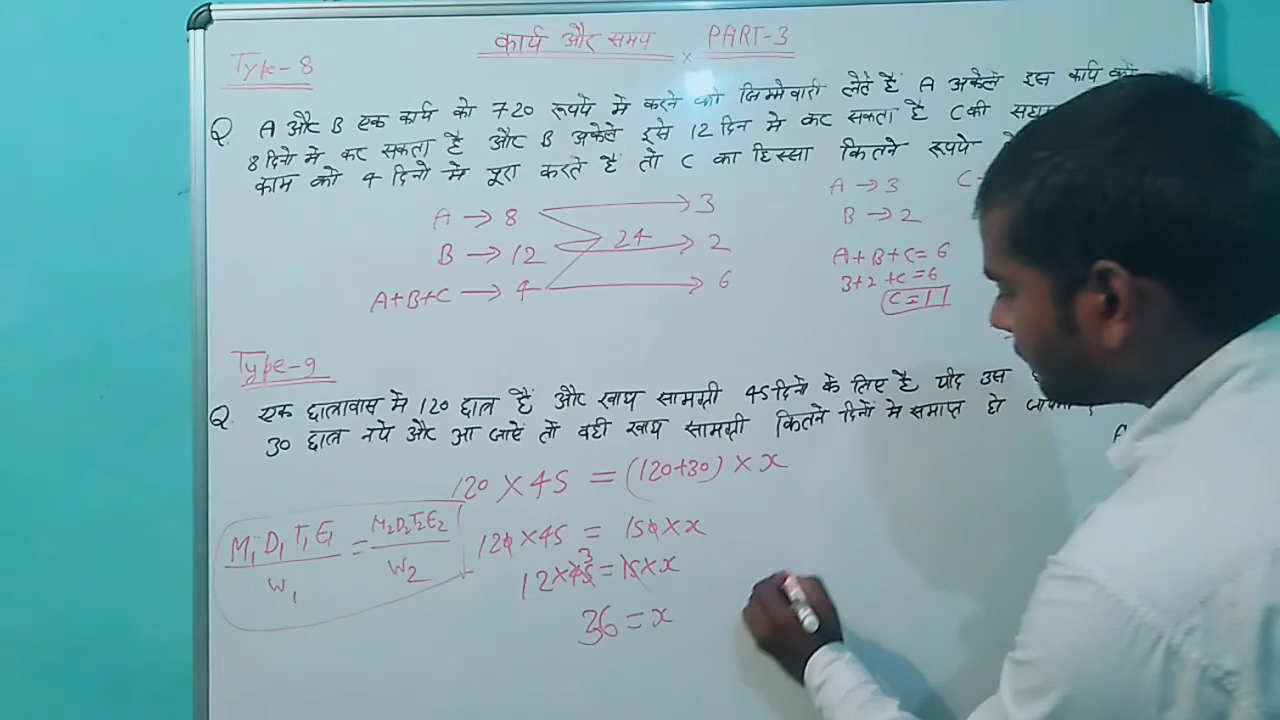 कार्य और समय × PART-3
Type-8
Q. A और B एक कार्य को 720 रूपये मे करने की जिम्मेवारी लेते है A अकेले इस कार्य को
8 दिनो मे कर सकता है और B अकेले इसे 12 दिन मे कर सकता है C की
काम को 4 दिनो मे पूरा करते है तो C का हिस्सा कितने रूपये
A → 8 → 3
B → 12 24 → 2
A+B+C → 4 → 6
A → 3
B → 2
A+B+C=6
3+2+C=6
C=1
Type-9
Q. एक छात्रावास मे 120 छात्र हैं और खाद्य सामग्री 45 दिनो के लिए है यदि उस
30 छात्र नये और आ जाऐं तो वही खाद्य सामग्री कितने दिनों मे समाप्त हो
120 × 45 = (120+30) × x
120 × 45 = 150 × x
12 × 45 3 = 15 × x
36 = x
M₁D₁T₁E₁/W₁ = M₂D₂T₂E₂/W₂